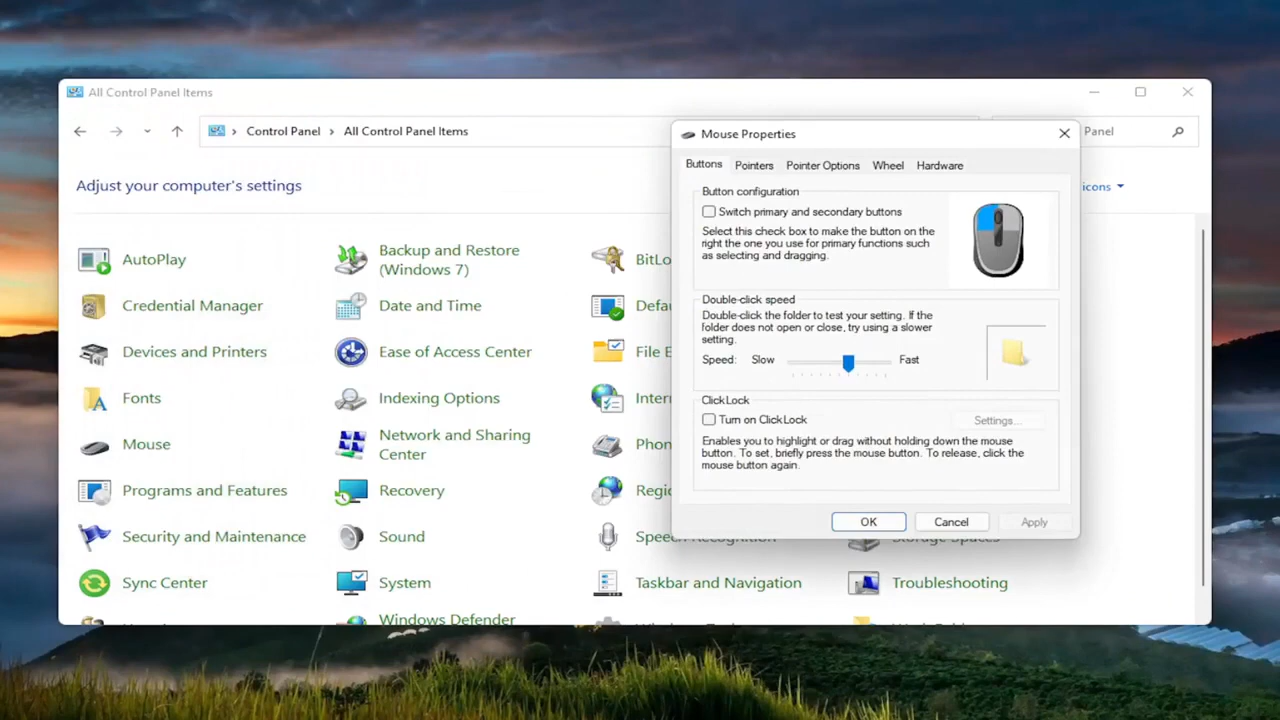 All Control Panel Items
Control Panel
All Control Panel Items
Panel
Adjust your computer's settings
icons
AutoPlay
Backup and Restore
(Windows 7)
Credential Manager
Date and Time
Devices and Printers
Ease of Access Center
File E
Fonts
Indexing Options
Mouse
Network and Sharing
Center
Programs and Features
Recovery
Security and Maintenance
Sound
Speech Recognition
Storage Spaces
Sync Center
System
Taskbar and Navigation
Troubleshooting
Windows Defender
Mouse Properties
Buttons
Pointers
Pointer Options
Wheel
Hardware
Button configuration
Switch primary and secondary buttons
Select this check box to make the button on the
right the one you use for primary functions such
as selecting and dragging.
Double-click speed
Double-click the folder to test your setting. If the
folder does not open or close, try using a slower
setting.
Speed: Slow Fast
ClickLock
Turn on ClickLock
Settings...
Enables you to highlight or drag without holding down the mouse
button. To set, briefly press the mouse button. To release, click the
mouse button again.
OK
Cancel
Apply